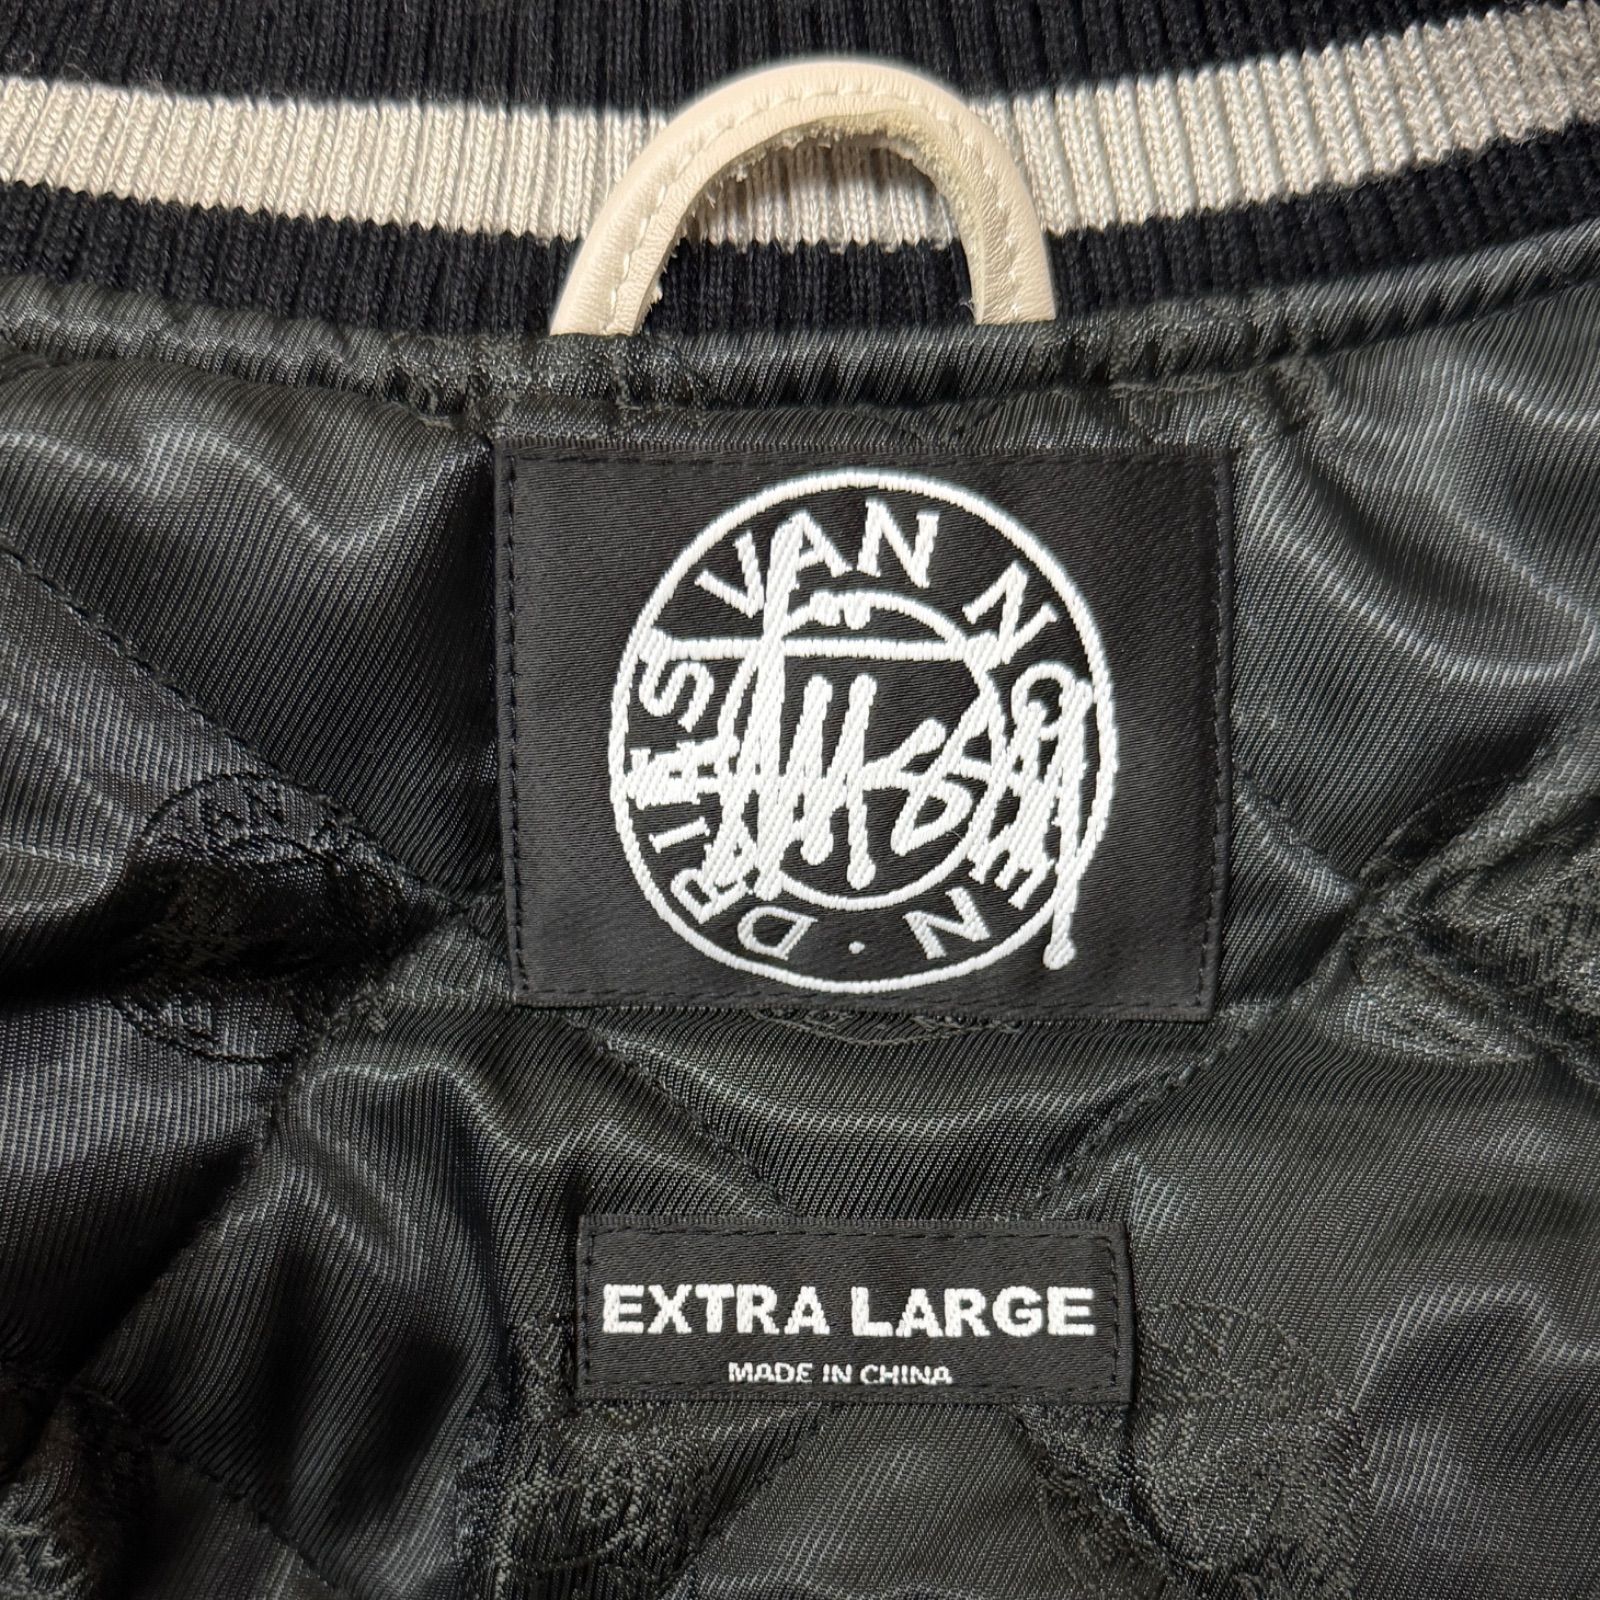 DRIES VAN NOTEN ·
Stüssy
EXTRA LARGE
MADE IN CHINA